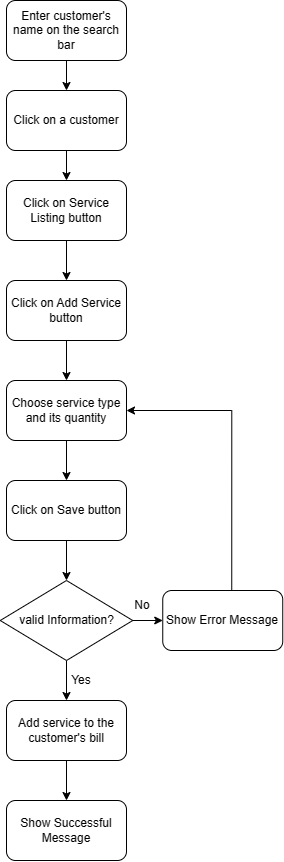 Enter customer's
name on the search
bar
Click on a customer
Click on Service
Listing button
Click on Add Service
button
Choose service type
and its quantity
Click on Save button
valid Information?
No
Show Error Message
Yes
Add service to the
customer's bill
Show Successful
Message